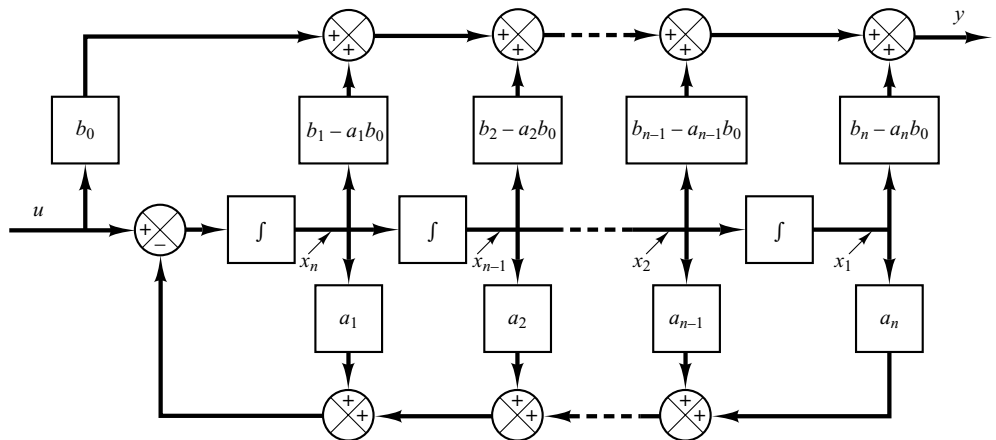 y
+ + + + + + + +
b₀ b₁ – a₁b₀ b₂ – a₂b₀ bₙ₋₁ – aₙ₋₁b₀ bₙ – aₙb₀
u + – ∫ ∫ ∫
xₙ xₙ₋₁ x₂ x₁
a₁ a₂ aₙ₋₁ aₙ
+ + + + + +